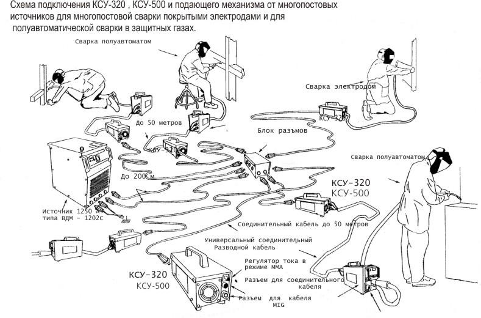 Схема подключения КСУ-320 , КСУ-500 и подающего механизма от многопостовых
источников для многопостовой сварки покрытыми электродами и для
полуавтоматической сварки в защитных газах.
Сварка полуавтоматом
Сварка электродом
До 50 метров
Блок разъмов
Сварка полуавтоматом
До 200м
КСУ-320
КСУ-500
Источник 1250 А
типа ВДМ - 1202с
Соединительный кабель до 50 метров
Универсальный соединительный
Разводной кабель
КСУ-320
КСУ-500
Регулятор тока в
режиме ММА
Разъем для соединительного
кабеля
Разъем для кабеля
MIG